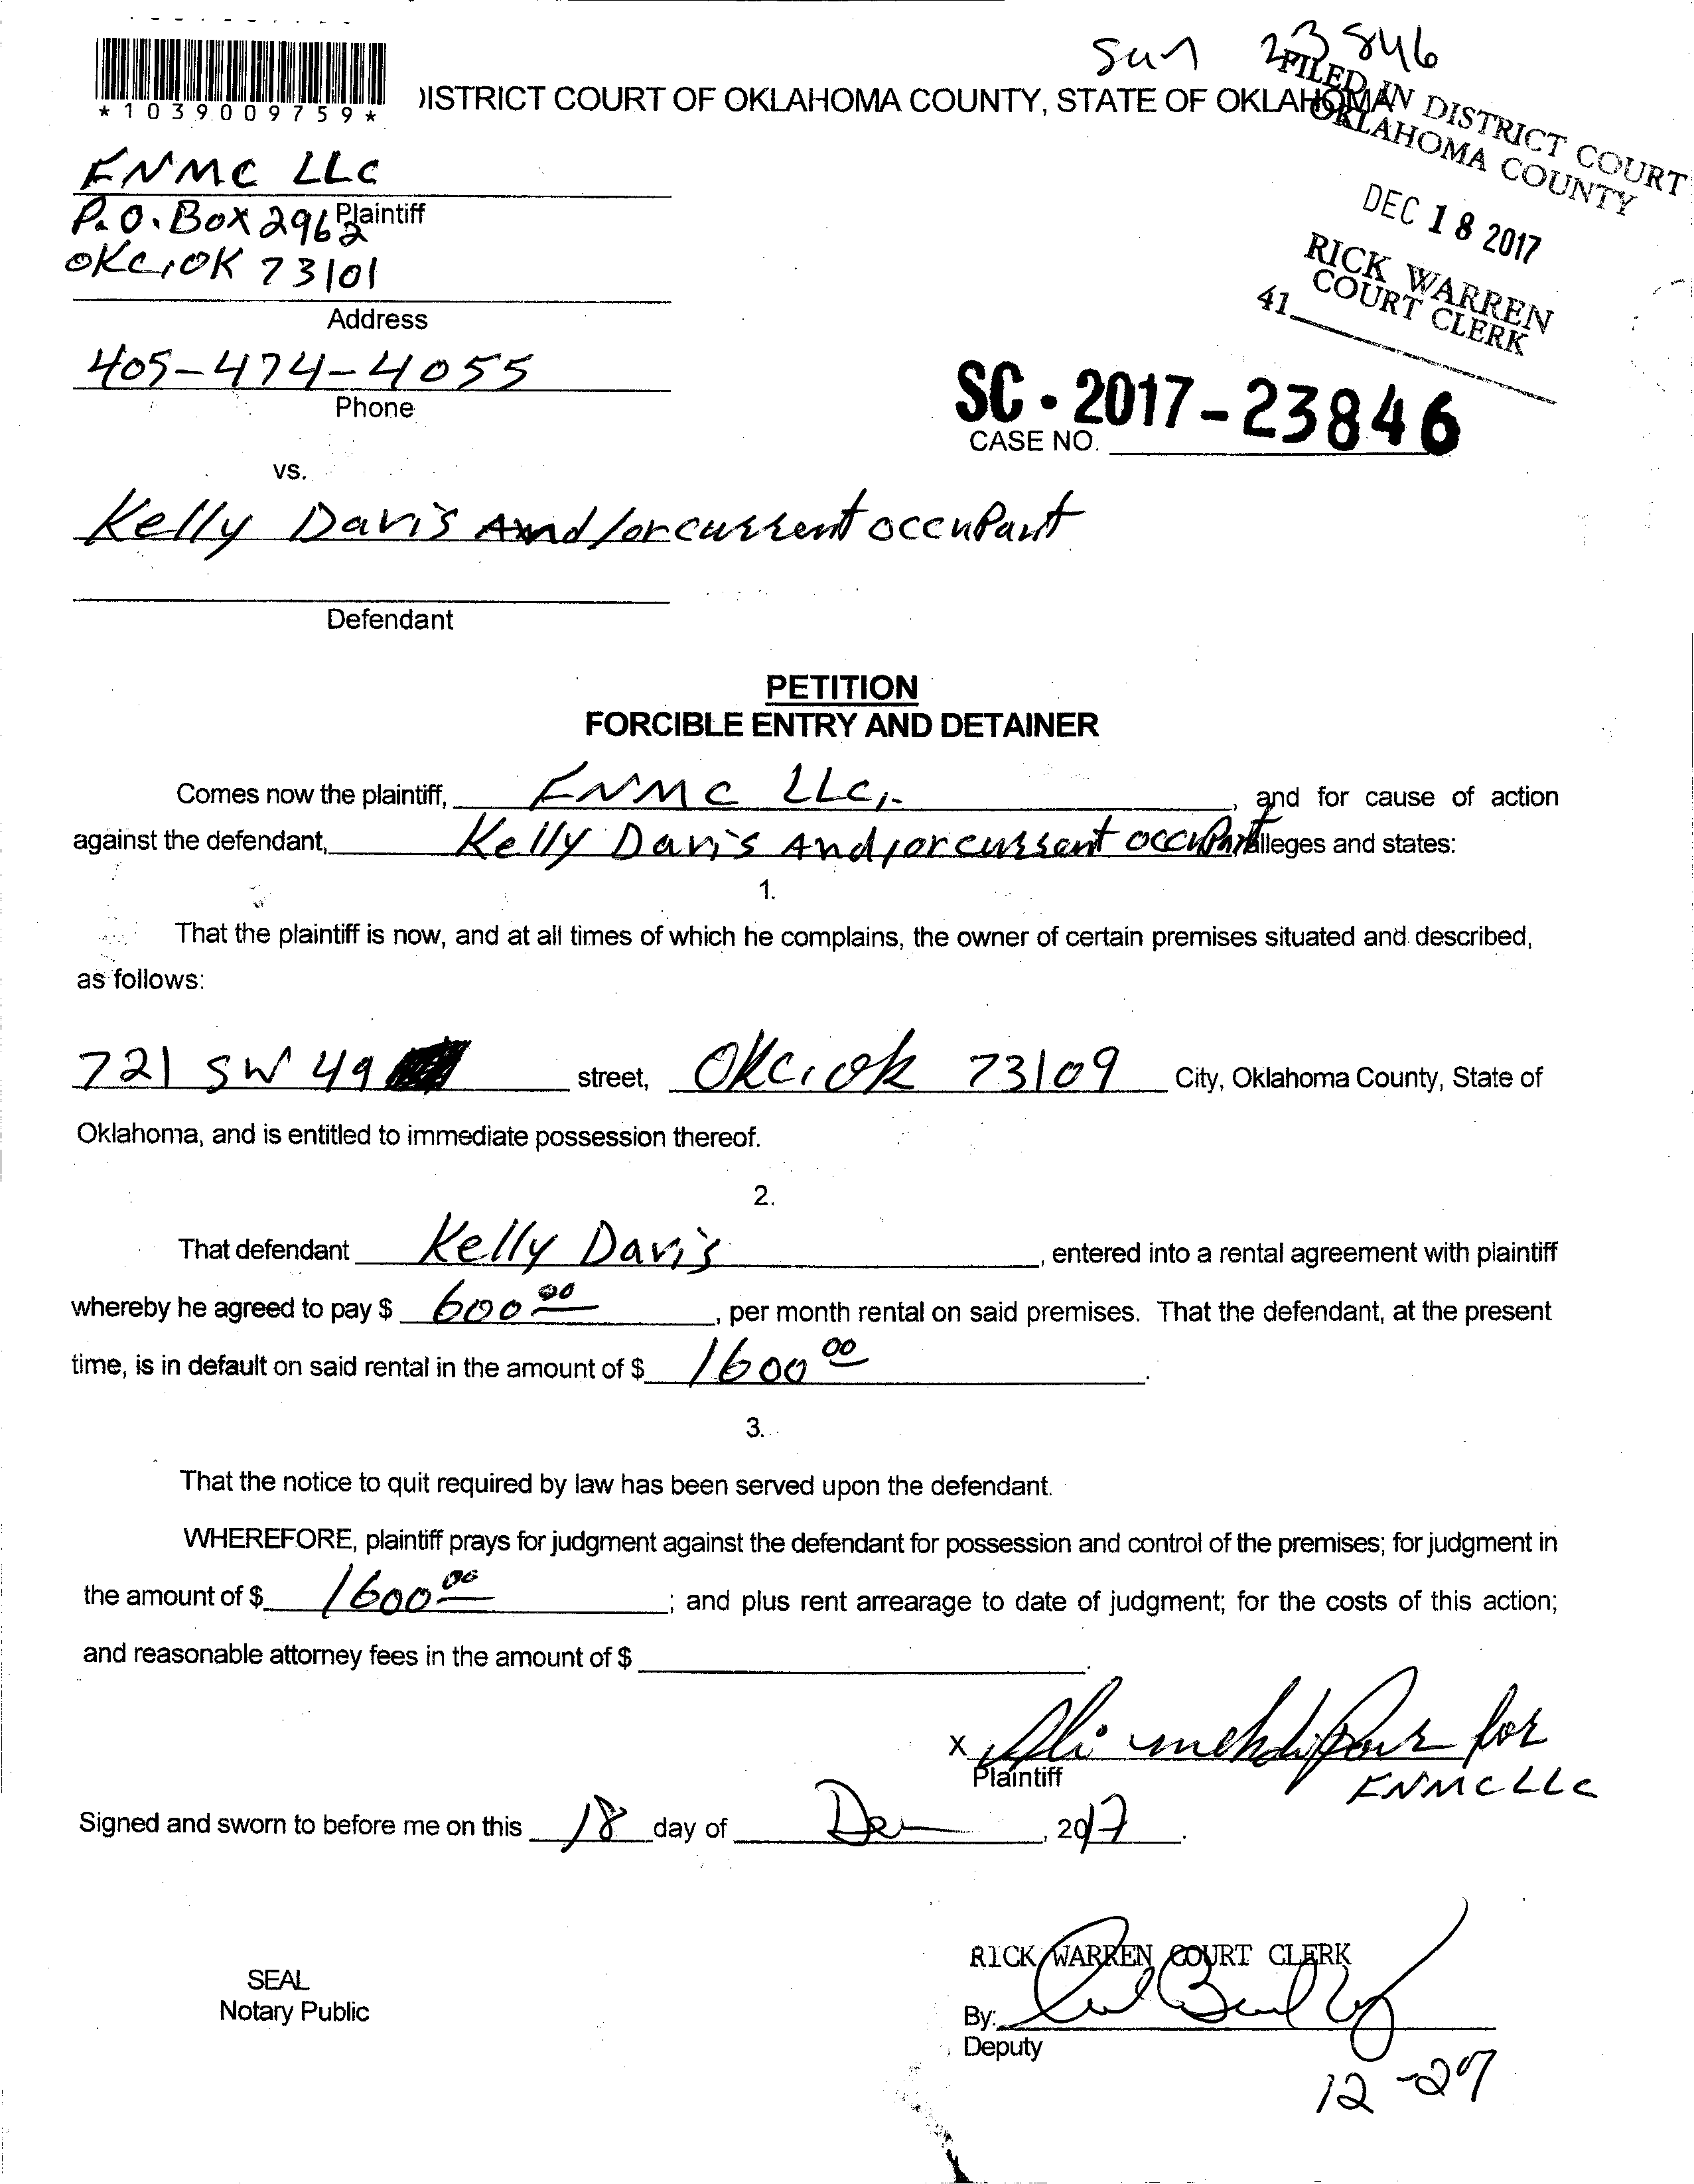 Sun 23846
*1039009759*
)ISTRICT COURT OF OKLAHOMA COUNTY, STATE OF OKLAHOMA
FILED IN DISTRICT COURT
OKLAHOMA COUNTY
DEC 18 2017
RICK WARREN
COURT CLERK
41
FNMC LLC
Plaintiff
P.O. Box 2962
OKC, OK 73101
Address
405-474-4055
Phone
SC - 2017-23846
CASE NO.
vs.
Kelly Davis And/or current occupant
Defendant
PETITION
FORCIBLE ENTRY AND DETAINER
Comes now the plaintiff, FNMC LLC, , and for cause of action
against the defendant, Kelly Davis And/or current occupant alleges and states:
1.
That the plaintiff is now, and at all times of which he complains, the owner of certain premises situated and described,
as follows:
721 SW 49 street, OKC, OK 73109 City, Oklahoma County, State of
Oklahoma, and is entitled to immediate possession thereof.
2.
That defendant Kelly Davis , entered into a rental agreement with plaintiff
whereby he agreed to pay $ 600 00 , per month rental on said premises. That the defendant, at the present
time, is in default on said rental in the amount of $ 1600 00 .
3.
That the notice to quit required by law has been served upon the defendant.
WHEREFORE, plaintiff prays for judgment against the defendant for possession and control of the premises; for judgment in
the amount of $ 1600 00 ; and plus rent arrearage to date of judgment; for the costs of this action;
and reasonable attorney fees in the amount of $ .
x Ali mehdipour for
Plaintiff FNMC LLC
Signed and sworn to before me on this 18 day of De , 2017 .
RICK WARREN COURT CLERK
SEAL
Notary Public
By:
Deputy
12-27